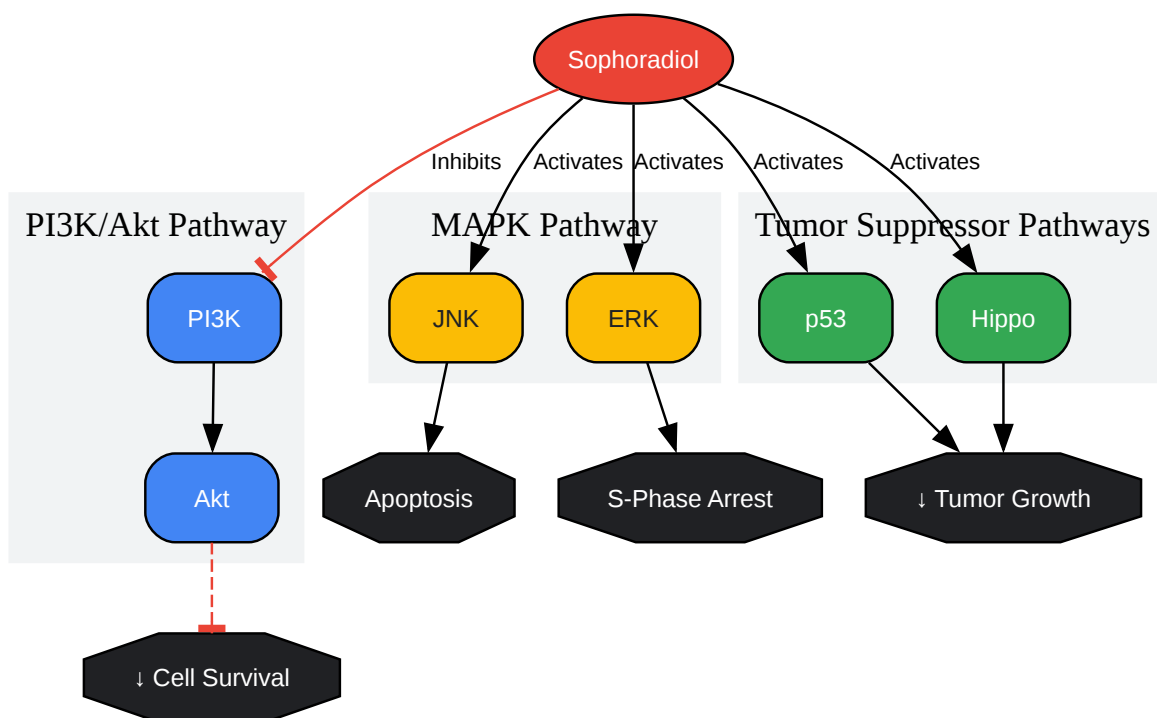 Sophoradiol
Inhibits
Activates
Activates
Activates
Activates
PI3K/Akt Pathway
MAPK Pathway
Tumor Suppressor Pathways
PI3K
JNK
ERK
p53
Hippo
Akt
Apoptosis
S-Phase Arrest
↓ Tumor Growth
↓ Cell Survival